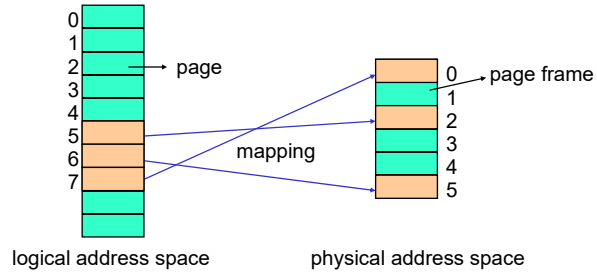 0
1
2
3
4
5
6
7
page
mapping
0
1
2
3
4
5
page frame
logical address space
physical address space